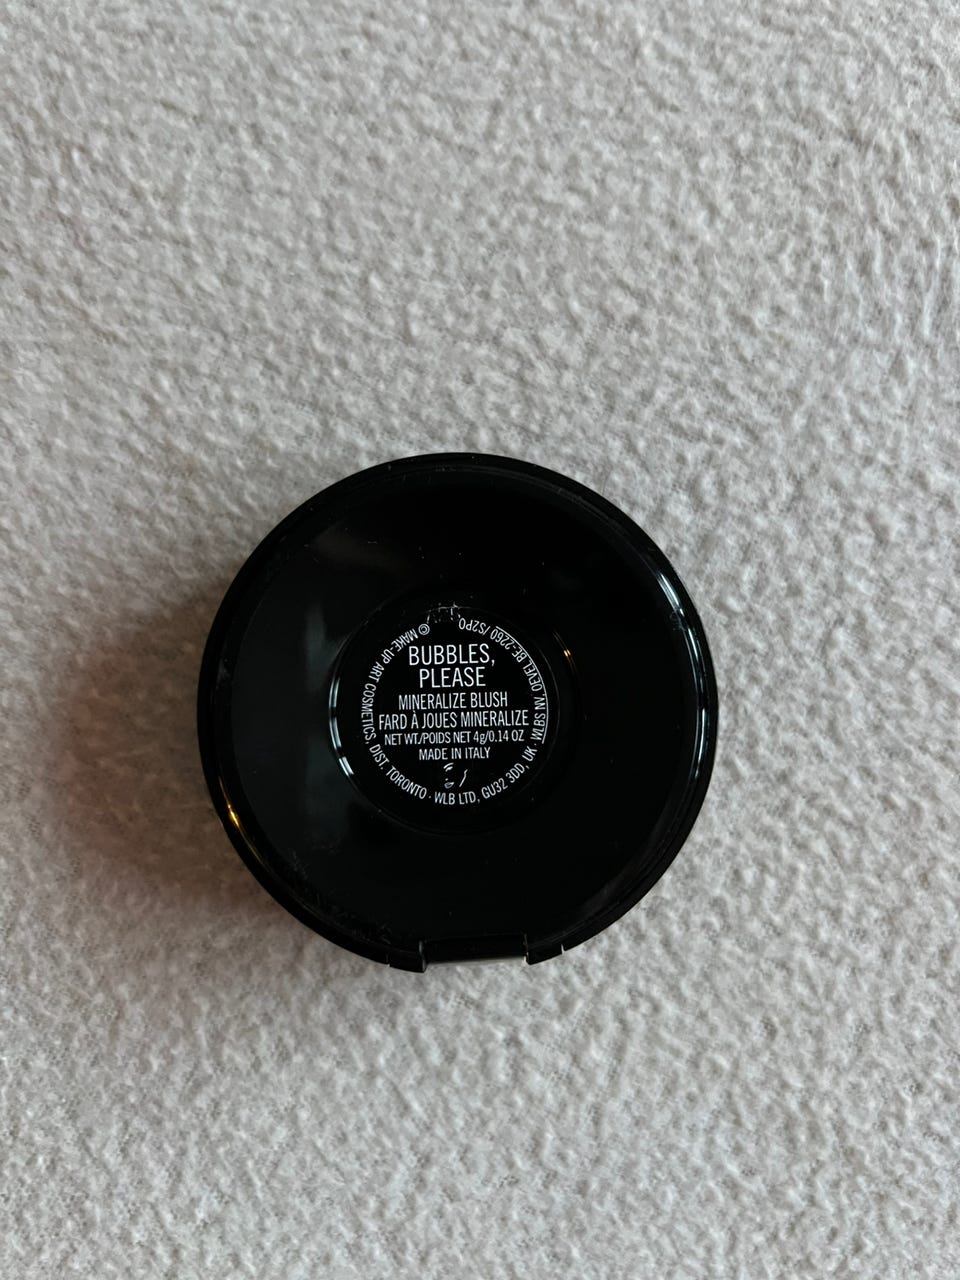 BUBBLES,
PLEASE
MINERALIZE BLUSH
FARD À JOUES MINERALIZE
NET WT./POIDS NET 4g/0.14 OZ
MADE IN ITALY
© MAKE-UP ART COSMETICS, DIST. TORONTO · WLB LTD, GU32 3DD, UK · WLBS NV, OEVEL BE-2260 /S2P0